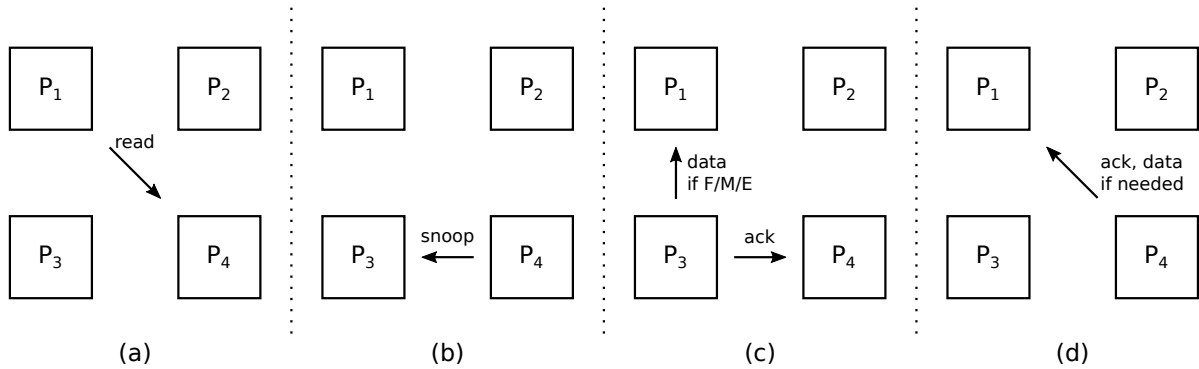 P₁ P₂ P₁ P₂ P₁ P₂ P₁ P₂
read
data
if F/M/E
ack, data
if needed
snoop
ack
P₃ P₄ P₃ P₄ P₃ P₄ P₃ P₄
(a) (b) (c) (d)